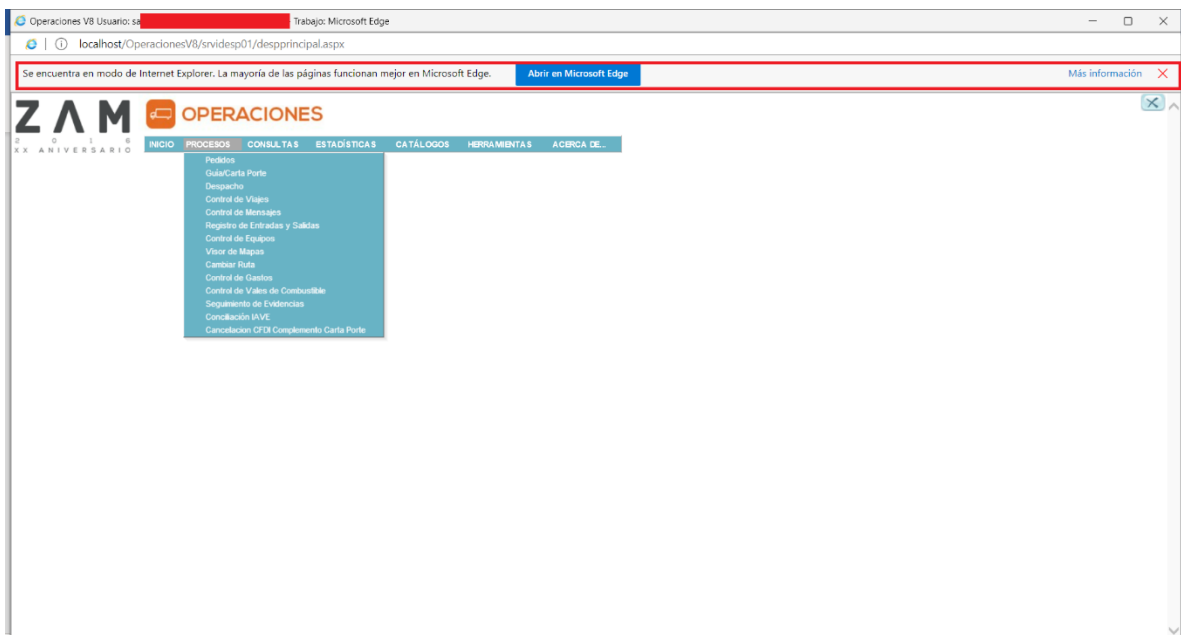 Operaciones V8 Usuario: sa Trabajo: Microsoft Edge
localhost/OperacionesV8/srvidesp01/despprincipal.aspx
Se encuentra en modo de Internet Explorer. La mayoría de las páginas funcionan mejor en Microsoft Edge. Abrir en Microsoft Edge Más información
ZAM OPERACIONES
2 0 1 6
XX ANIVERSARIO
INICIO PROCESOS CONSULTAS ESTADÍSTICAS CATÁLOGOS HERRAMIENTAS ACERCA DE...
Pedidos
Guia/Carta Porte
Despacho
Control de Viajes
Control de Mensajes
Registro de Entradas y Salidas
Control de Equipos
Visor de Mapas
Cambiar Ruta
Control de Gastos
Control de Vales de Combustible
Seguimiento de Evidencias
Conciliación IAVE
Cancelacion CFDI Complemento Carta Porte